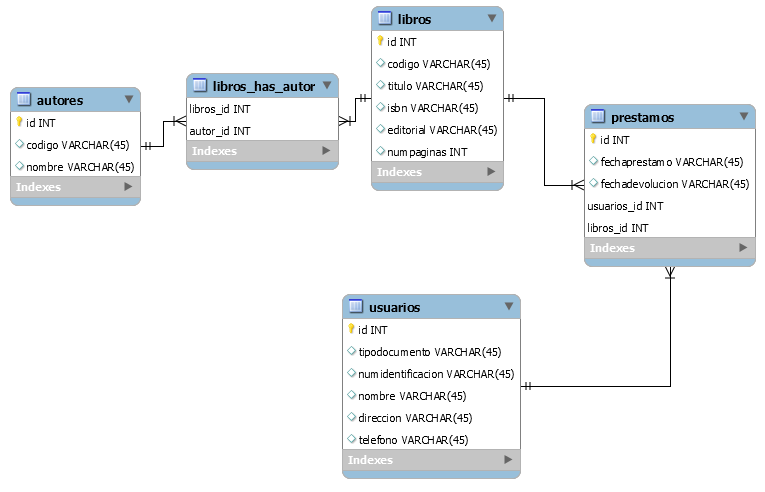 autores
id INT
codigo VARCHAR(45)
nombre VARCHAR(45)
Indexes
libros_has_autor
libros_id INT
autor_id INT
Indexes
libros
id INT
codigo VARCHAR(45)
titulo VARCHAR(45)
isbn VARCHAR(45)
editorial VARCHAR(45)
numpaginas INT
Indexes
prestamos
id INT
fechaprestamo VARCHAR(45)
fechadevolucion VARCHAR(45)
usuarios_id INT
libros_id INT
Indexes
usuarios
id INT
tipodocumento VARCHAR(45)
numidentificacion VARCHAR(45)
nombre VARCHAR(45)
direccion VARCHAR(45)
telefono VARCHAR(45)
Indexes